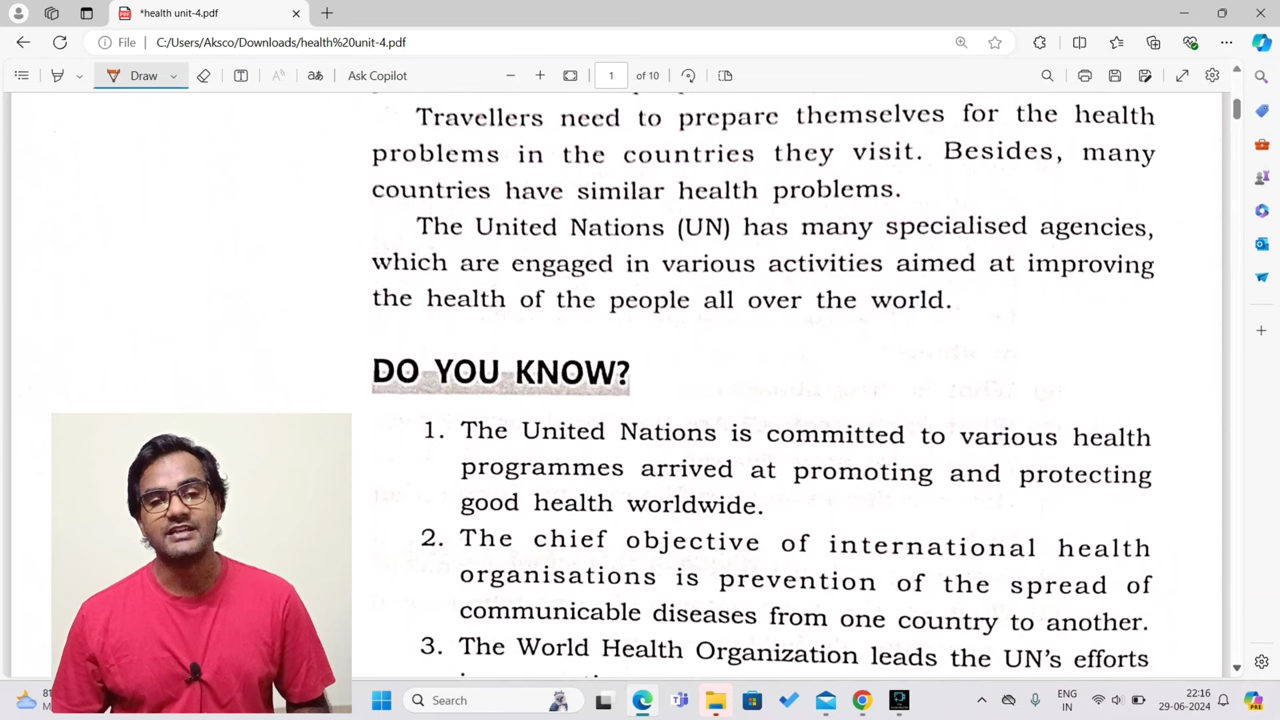 *health unit-4.pdf
File C:/Users/Aksco/Downloads/health%20unit-4.pdf
Draw
aあ
Ask Copilot
1 of 10
Travellers need to prepare themselves for the health
problems in the countries they visit. Besides, many
countries have similar health problems.
The United Nations (UN) has many specialised agencies,
which are engaged in various activities aimed at improving
the health of the people all over the world.
DO YOU KNOW?
1. The United Nations is committed to various health
programmes arrived at promoting and protecting
good health worldwide.
2. The chief objective of international health
organisations is prevention of the spread of
communicable diseases from one country to another.
3. The World Health Organization leads the UN's efforts
Search
ENG
IN
22:16
29-06-2024